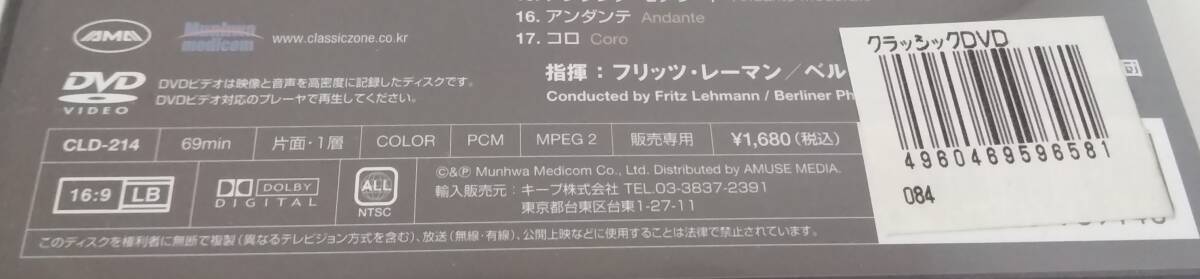 16. アンダンテ Andante
17. コロ Coro
AMA
Munhwa medicom
www.classiczone.co.kr
指揮：フリッツ・レーマン／ベル
団
Conducted by Fritz Lehmann / Berliner Ph
DVD VIDEO
DVDビデオは映像と音声を高密度に記録したディスクです。
DVDビデオ対応のプレーヤで再生してください。
CLD-214 69min 片面・1層 COLOR PCM MPEG 2 販売専用 ¥1,680（税込）
16:9 LB
DOLBY DIGITAL
ALL NTSC
©&Ⓟ Munhwa Medicom Co., Ltd. Distributed by AMUSE MEDIA.
輸入販売元：キープ株式会社 TEL.03-3837-2391
東京都台東区台東1-27-11
このディスクを権利者に無断で複製（異なるテレビジョン方式を含む）、放送（無線・有線）、公開上映などに使用することは法律で禁止されています。
クラッシックDVD
4960469596581
084